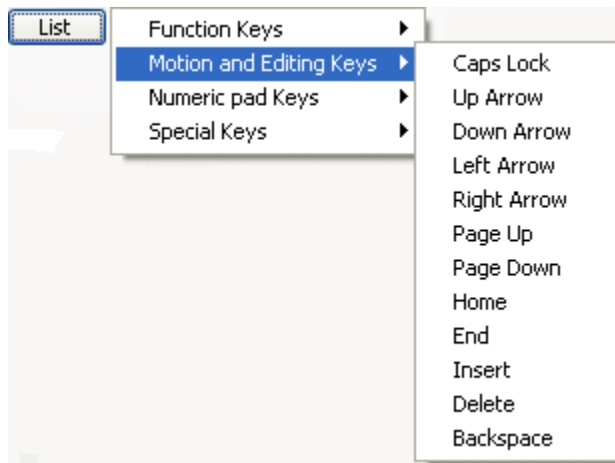 List
Function Keys
Motion and Editing Keys
Numeric pad Keys
Special Keys
Caps Lock
Up Arrow
Down Arrow
Left Arrow
Right Arrow
Page Up
Page Down
Home
End
Insert
Delete
Backspace